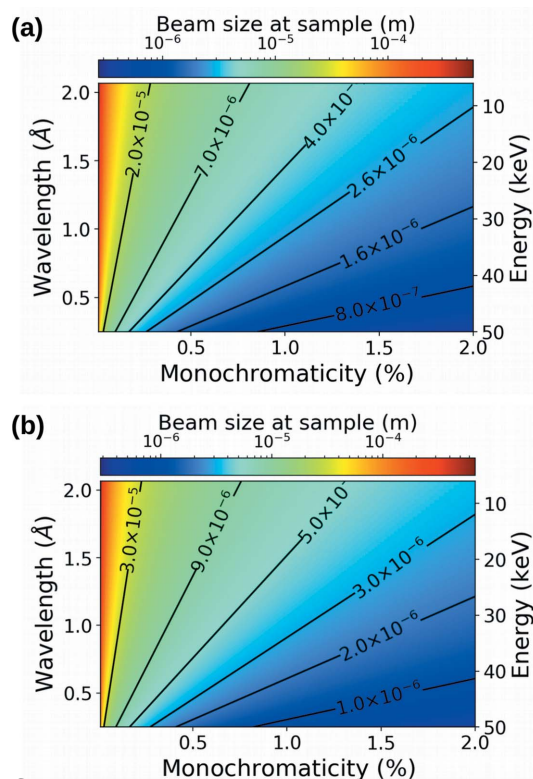 (a)
Beam size at sample (m)
10⁻⁶ 10⁻⁵ 10⁻⁴
Wavelength (Å)
2.0
1.5
1.0
0.5
2.0×10⁻⁵
7.0×10⁻⁶
4.0×10⁻
2.6×10⁻⁶
1.6×10⁻⁶
8.0×10⁻⁷
10
20
30
40
50
Energy (keV)
0.5 1.0 1.5 2.0
Monochromaticity (%)
(b)
Beam size at sample (m)
10⁻⁶ 10⁻⁵ 10⁻⁴
Wavelength (Å)
2.0
1.5
1.0
0.5
3.0×10⁻⁵
9.0×10⁻⁶
5.0×10⁻
3.0×10⁻⁶
2.0×10⁻⁶
1.0×10⁻⁶
10
20
30
40
50
Energy (keV)
0.5 1.0 1.5 2.0
Monochromaticity (%)